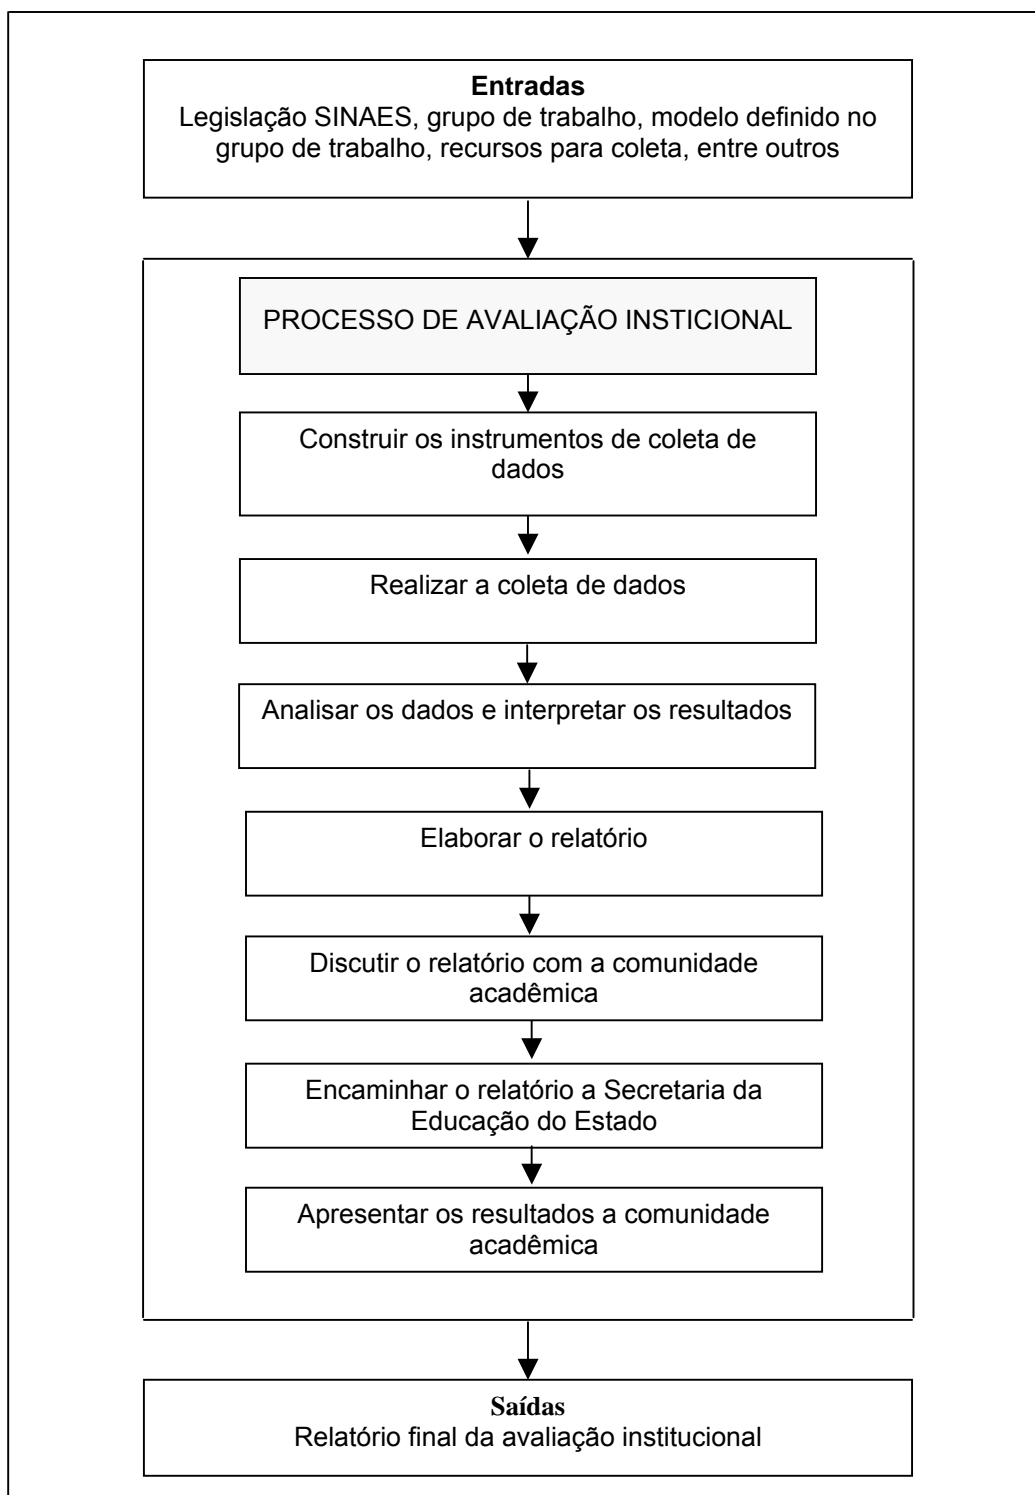 Entradas
Legislação SINAES, grupo de trabalho, modelo definido no
grupo de trabalho, recursos para coleta, entre outros
PROCESSO DE AVALIAÇÃO INSTICIONAL
Construir os instrumentos de coleta de
dados
Realizar a coleta de dados
Analisar os dados e interpretar os resultados
Elaborar o relatório
Discutir o relatório com a comunidade
acadêmica
Encaminhar o relatório a Secretaria da
Educação do Estado
Apresentar os resultados a comunidade
acadêmica
Saídas
Relatório final da avaliação institucional